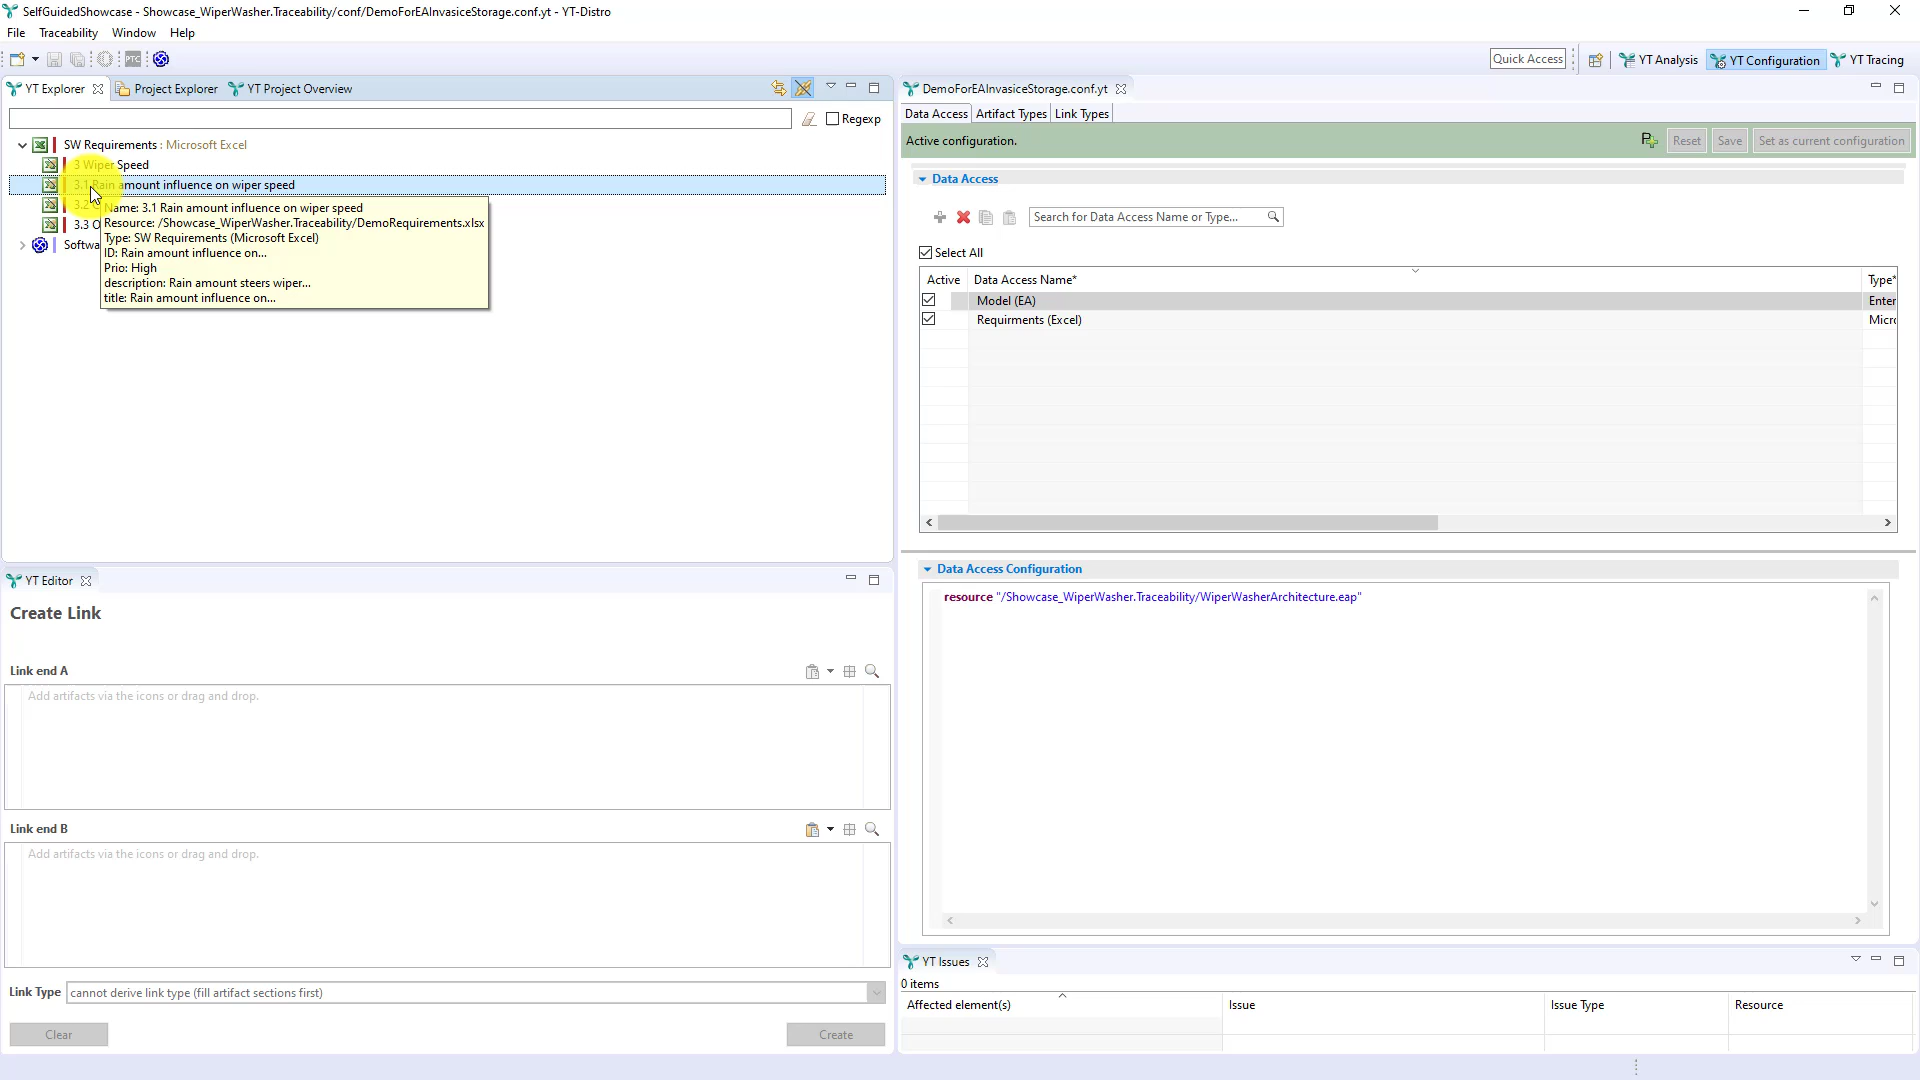 SelfGuidedShowcase - Showcase_WiperWasher.Traceability/conf/DemoForEAInvasiceStorage.conf.yt - YT-Distro
File Traceability Window Help
PTC
Quick Access
YT Analysis
YT Configuration
YT Tracing
YT Explorer
Project Explorer
YT Project Overview
Regexp
SW Requirements : Microsoft Excel
3 Wiper Speed
3.1 Rain amount influence on wiper speed
3.2
3.3 O
Softwa
Name: 3.1 Rain amount influence on wiper speed
Resource: /Showcase_WiperWasher.Traceability/DemoRequirements.xlsx
Type: SW Requirements (Microsoft Excel)
ID: Rain amount influence on...
Prio: High
description: Rain amount steers wiper...
title: Rain amount influence on...
YT Editor
Create Link
Link end A
Add artifacts via the icons or drag and drop.
Link end B
Add artifacts via the icons or drag and drop.
Link Type cannot derive link type (fill artifact sections first)
Clear
Create
DemoForEAInvasiceStorage.conf.yt
Data Access Artifact Types Link Types
Active configuration.
Reset Save Set as current configuration
Data Access
Search for Data Access Name or Type...
Select All
Active Data Access Name* Type*
Model (EA) Enter
Requirments (Excel) Micro
Data Access Configuration
resource "/Showcase_WiperWasher.Traceability/WiperWasherArchitecture.eap"
YT Issues
0 items
Affected element(s) Issue Issue Type Resource